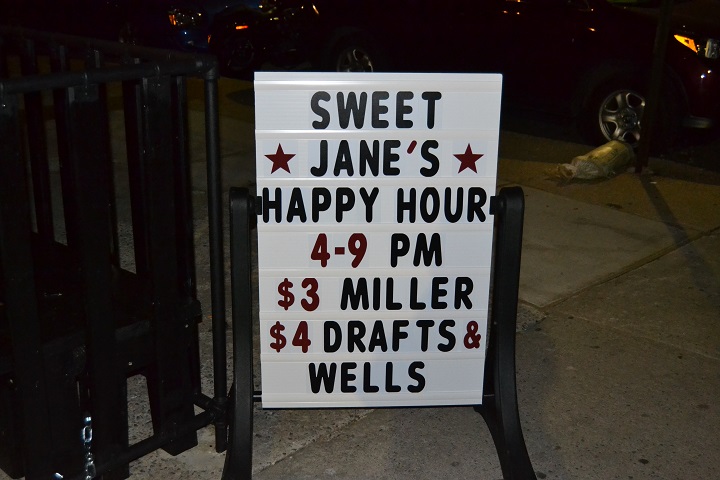 SWEET
★ JANE'S ★
HAPPY HOUR
4-9 PM
$3 MILLER
$4 DRAFTS &
WELLS